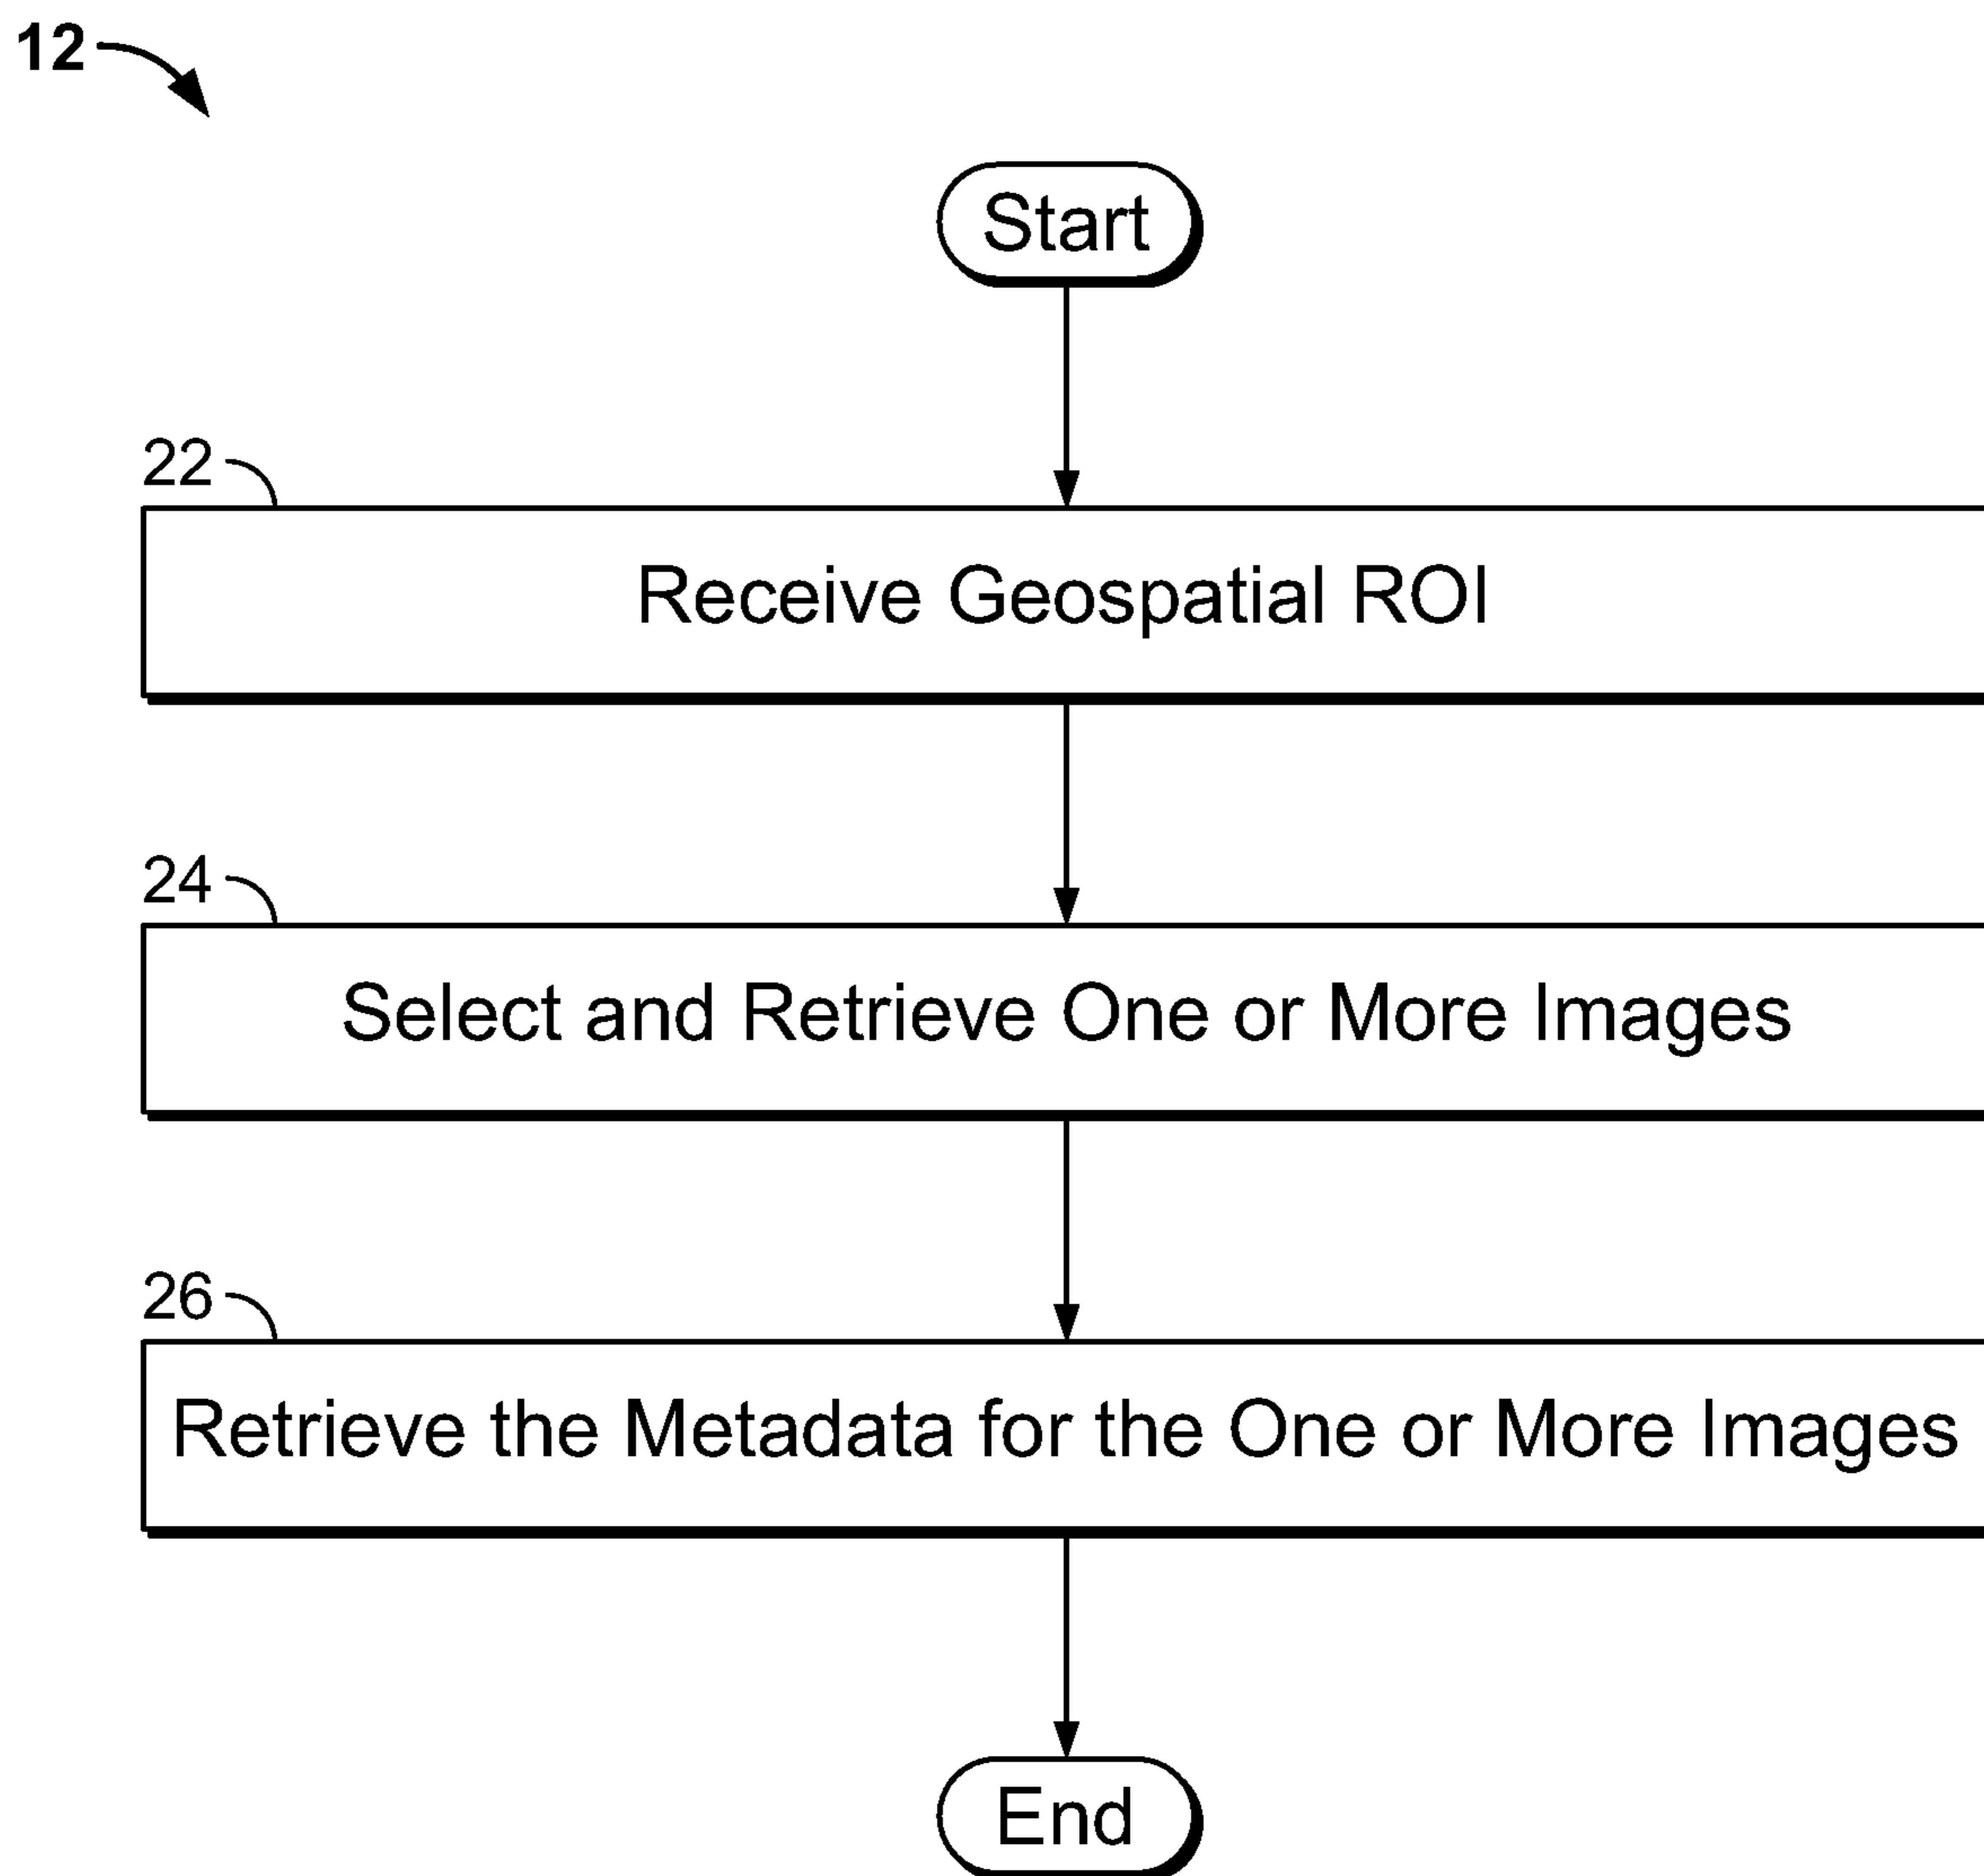 12
Start
22
Receive Geospatial ROI
24
Select and Retrieve One or More Images
26
Retrieve the Metadata for the One or More Images
End